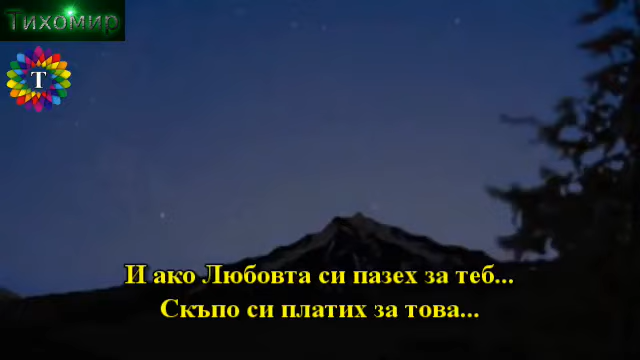 Тихомир
T
И ако Любовта си пазех за теб...
Скъпо си платих за това...